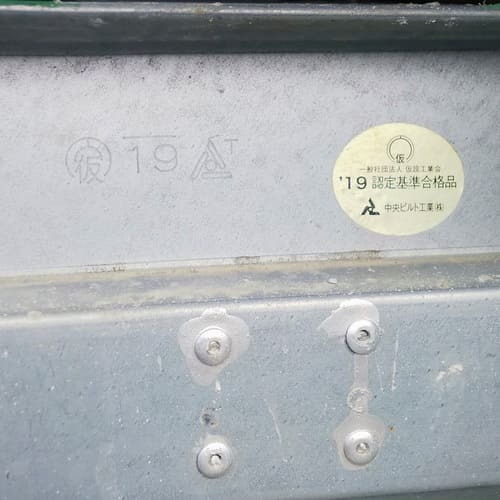 仮 19 T
仮
一般社団法人 仮設工業会
'19 認定基準合格品
中央ビルト工業㈱